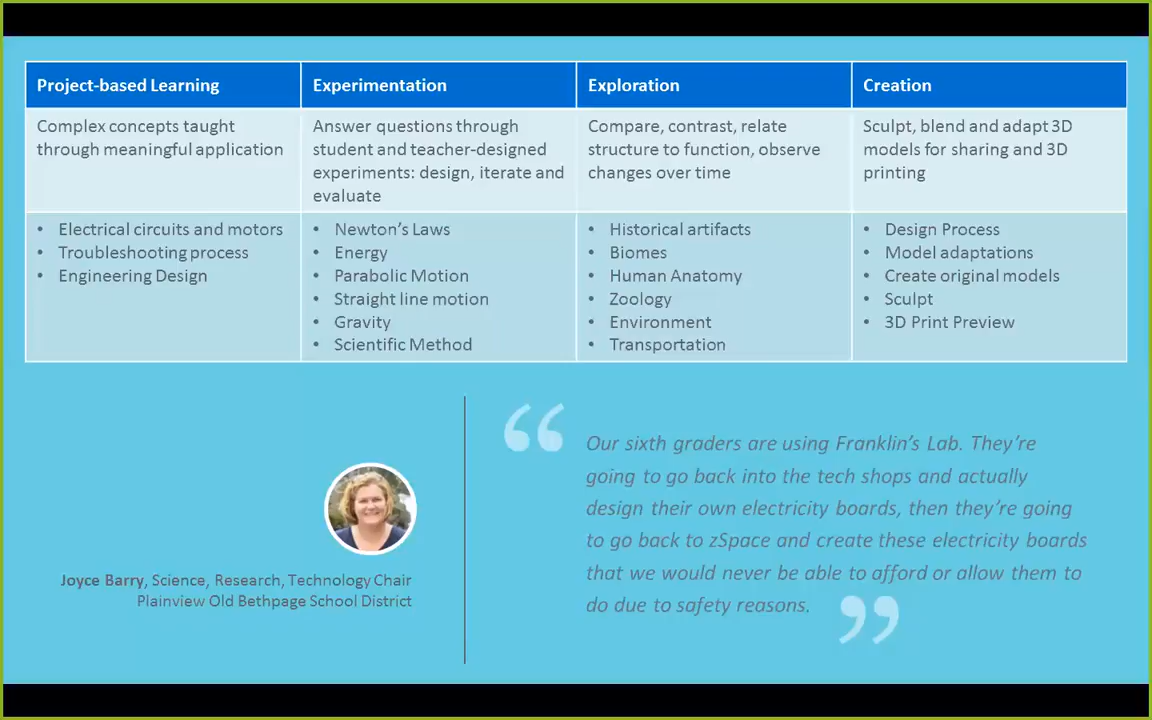 Project-based Learning
Experimentation
Exploration
Creation
Complex concepts taught
through meaningful application
Answer questions through
student and teacher-designed
experiments: design, iterate and
evaluate
Compare, contrast, relate
structure to function, observe
changes over time
Sculpt, blend and adapt 3D
models for sharing and 3D
printing
• Electrical circuits and motors
• Troubleshooting process
• Engineering Design
• Newton's Laws
• Energy
• Parabolic Motion
• Straight line motion
• Gravity
• Scientific Method
• Historical artifacts
• Biomes
• Human Anatomy
• Zoology
• Environment
• Transportation
• Design Process
• Model adaptations
• Create original models
• Sculpt
• 3D Print Preview
Joyce Barry, Science, Research, Technology Chair
Plainview Old Bethpage School District
“Our sixth graders are using Franklin’s Lab. They’re
going to go back into the tech shops and actually
design their own electricity boards, then they’re going
to go back to zSpace and create these electricity boards
that we would never be able to afford or allow them to
do due to safety reasons.”